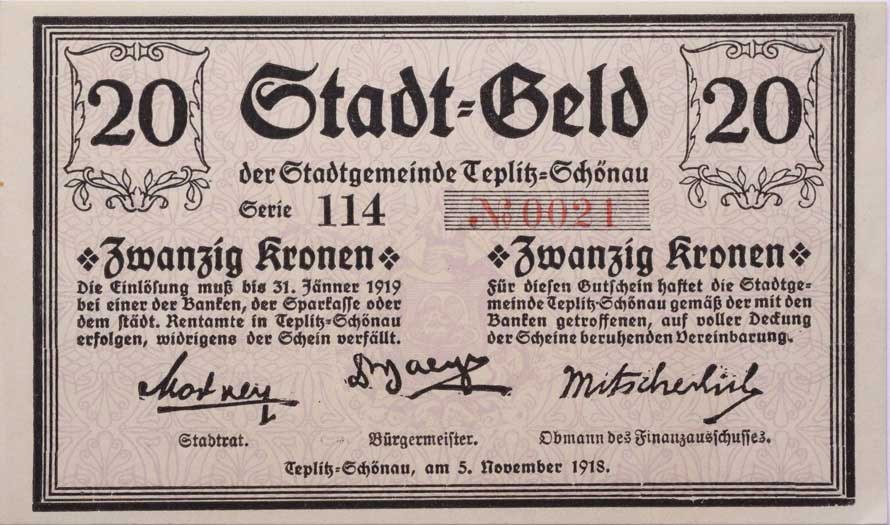 20 Stadt=Geld 20
der Stadtgemeinde Teplitz=Schönau
Serie 114 № 0021
Zwanzig Kronen
Die Einlösung muß bis 31. Jänner 1919
bei einer der Banken, der Sparkasse oder
dem städt. Rentamte in Teplitz=Schönau
erfolgen, widrigens der Schein verfällt.
Zwanzig Kronen
Für diesen Gutschein haftet die Stadtge=
meinde Teplitz-Schönau gemäß der mit den
Banken getroffenen, auf voller Deckung
der Scheine beruhenden Vereinbarung.
Mitscherlich
Stadtrat. Bürgermeister. Obmann des Finanzausschusses.
Teplitz=Schönau, am 5. November 1918.